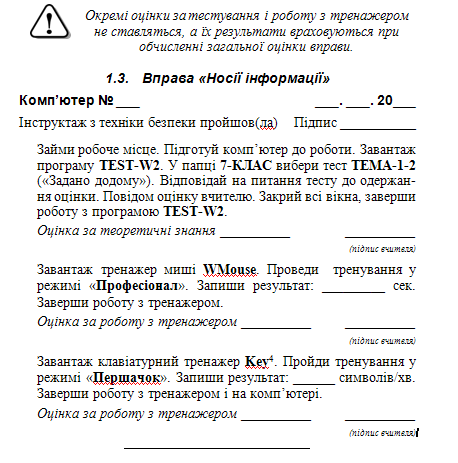 Окремі оцінки за тестування і роботу з тренажером
не ставляться, а їх результати враховуються при
обчисленні загальної оцінки вправи.
1.3. Вправа «Носії інформації»
Комп’ютер № ___ ___. ___. 20___
Інструктаж з техніки безпеки пройшов(ла) Підпис ___________
Займи робоче місце. Підготуй комп’ютер до роботи. Завантаж
програму TEST-W2. У папці 7-КЛАС вибери тест ТЕМА-1-2
(«Задано додому»). Відповідай на питання тесту до одержан-
ня оцінки. Повідом оцінку вчителю. Закрий всі вікна, заверши
роботу з програмою TEST-W2.
Оцінка за теоретичні знання __________ __________
(підпис вчителя)
Завантаж тренажер миші WMouse. Проведи тренування у
режимі «Професіонал». Запиши результат: _________ сек.
Заверши роботу з тренажером.
Оцінка за роботу з тренажером __________ __________
(підпис вчителя)
Завантаж клавіатурний тренажер Key⁴. Пройди тренування у
режимі «Першачок». Запиши результат: ______ символів/хв.
Заверши роботу з тренажером і на комп’ютері.
Оцінка за роботу з тренажером __________ __________
(підпис вчителя)